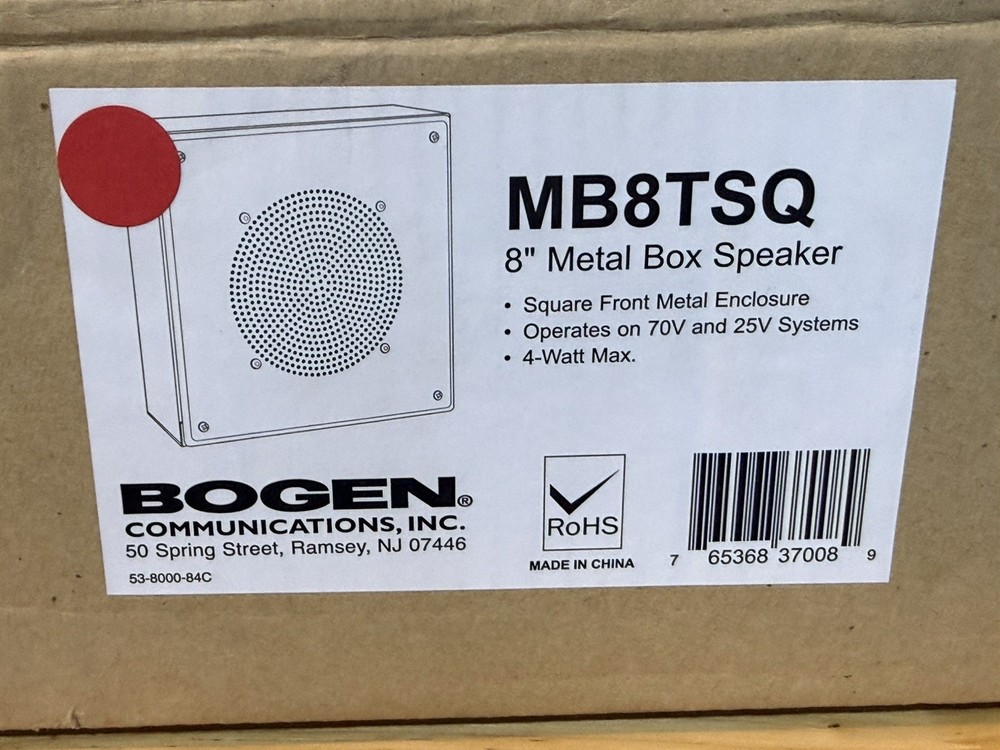 MB8TSQ
8" Metal Box Speaker
• Square Front Metal Enclosure
• Operates on 70V and 25V Systems
• 4-Watt Max.
BOGEN®
COMMUNICATIONS, INC.
50 Spring Street, Ramsey, NJ 07446
53-8000-84C
RoHS
MADE IN CHINA
7 65368 37008 9